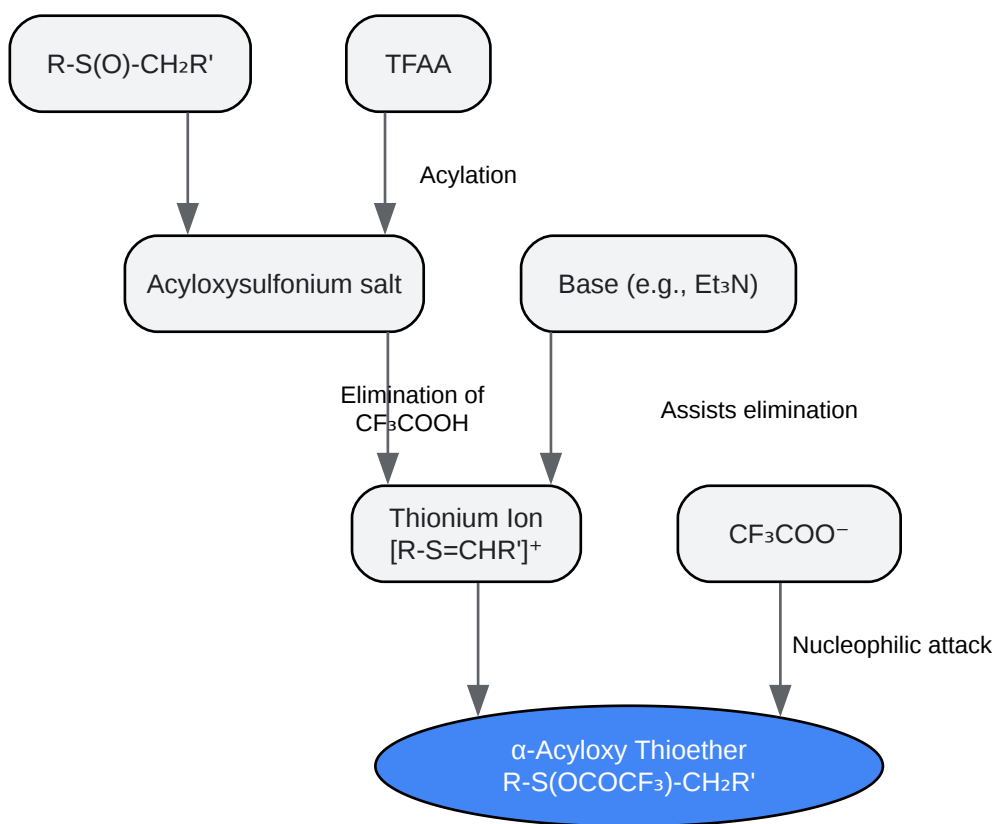 R-S(O)-CH₂R'
TFAA
Acylation
Acyloxysulfonium salt
Base (e.g., Et₃N)
Elimination of
CF₃COOH
Assists elimination
Thionium Ion
[R-S=CHR']⁺
CF₃COO⁻
Nucleophilic attack
α-Acyloxy Thioether
R-S(OCOCF₃)-CH₂R'